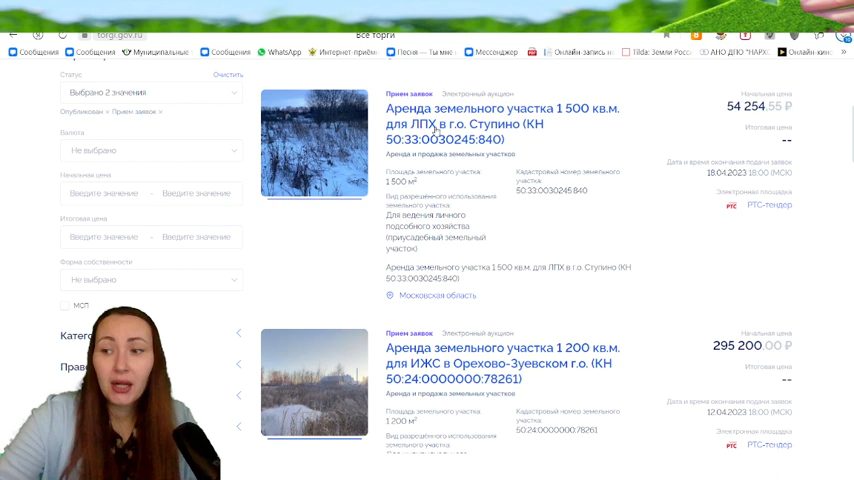 torgi.gov.ru
Все торги
Сообщения
Сообщения
Муниципальные
Сообщения
WhatsApp
Интернет-приём
Песня — Ты мне
Мессенджер
Онлайн-запись н
Tilda: Земли Росс
АНО ДПО "НАРХ
Онлайн-кин
Статус
Очистить
Выбрано 2 значения
Опубликован × Прием заявок ×
Валюта
Не выбрано
Начальная цена
Введите значение – Введите значение
Итоговая цена
Введите значение – Введите значение
Форма собственности
Не выбрано
МСП
Катег
Прав
Прием заявок Электронный аукцион
Аренда земельного участка 1 500 кв.м.
для ЛПХ в г.о. Ступино (КН
50:33:0030245:840)
Аренда и продажа земельных участков
Площадь земельного участка:
1 500 м²
Вид разрешённого использования
земельного участка:
Для ведения личного
подсобного хозяйства
(приусадебный земельный
участок)
Кадастровый номер земельного
участка:
50:33:0030245:840
Аренда земельного участка 1 500 кв.м. для ЛПХ в г.о. Ступино (КН
50:33:0030245:840)
Московская область
Начальная цена
54 254,55 ₽
Итоговая цена
--
Дата и время окончания подачи заявок
18.04.2023 18:00 (МСК)
Электронная площадка
РТС РТС-тендер
Прием заявок Электронный аукцион
Аренда земельного участка 1 200 кв.м.
для ИЖС в Орехово-Зуевском г.о. (КН
50:24:0000000:78261)
Аренда и продажа земельных участков
Площадь земельного участка:
1 200 м²
Вид разрешённого использования
земельного участка:
Кадастровый номер земельного
участка:
50:24:0000000:78261
Начальная цена
295 200,00 ₽
Итоговая цена
--
Дата и время окончания подачи заявок
12.04.2023 18:00 (МСК)
Электронная площадка
РТС РТС-тендер